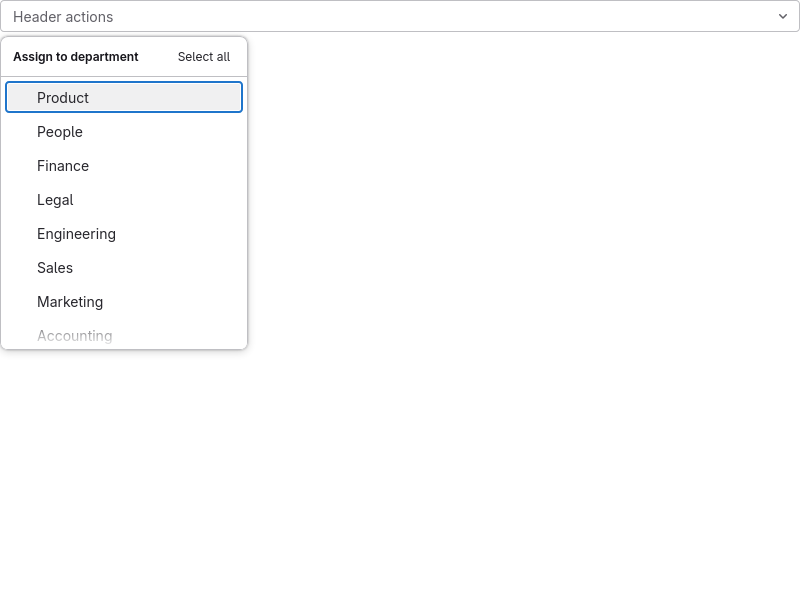 Header actions
Assign to department Select all
Product
People
Finance
Legal
Engineering
Sales
Marketing
Accounting